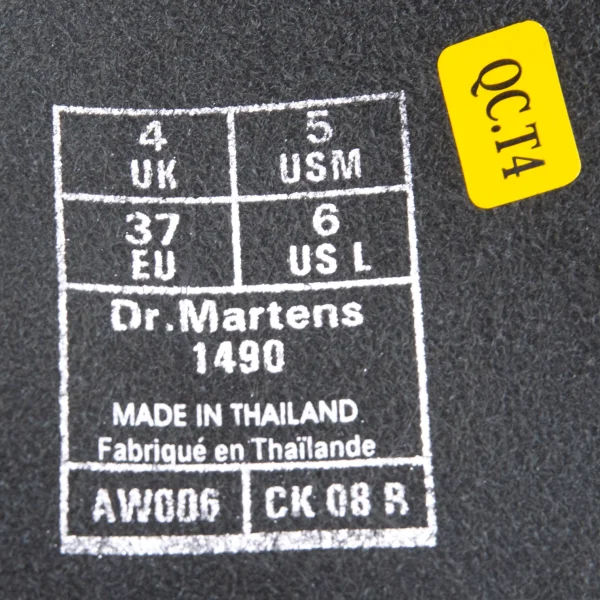 4 5
UK USM
37 6
EU US L
Dr.Martens
1490
MADE IN THAILAND
Fabriqué en Thaïlande
AW006 CK 08 R
QC.T4